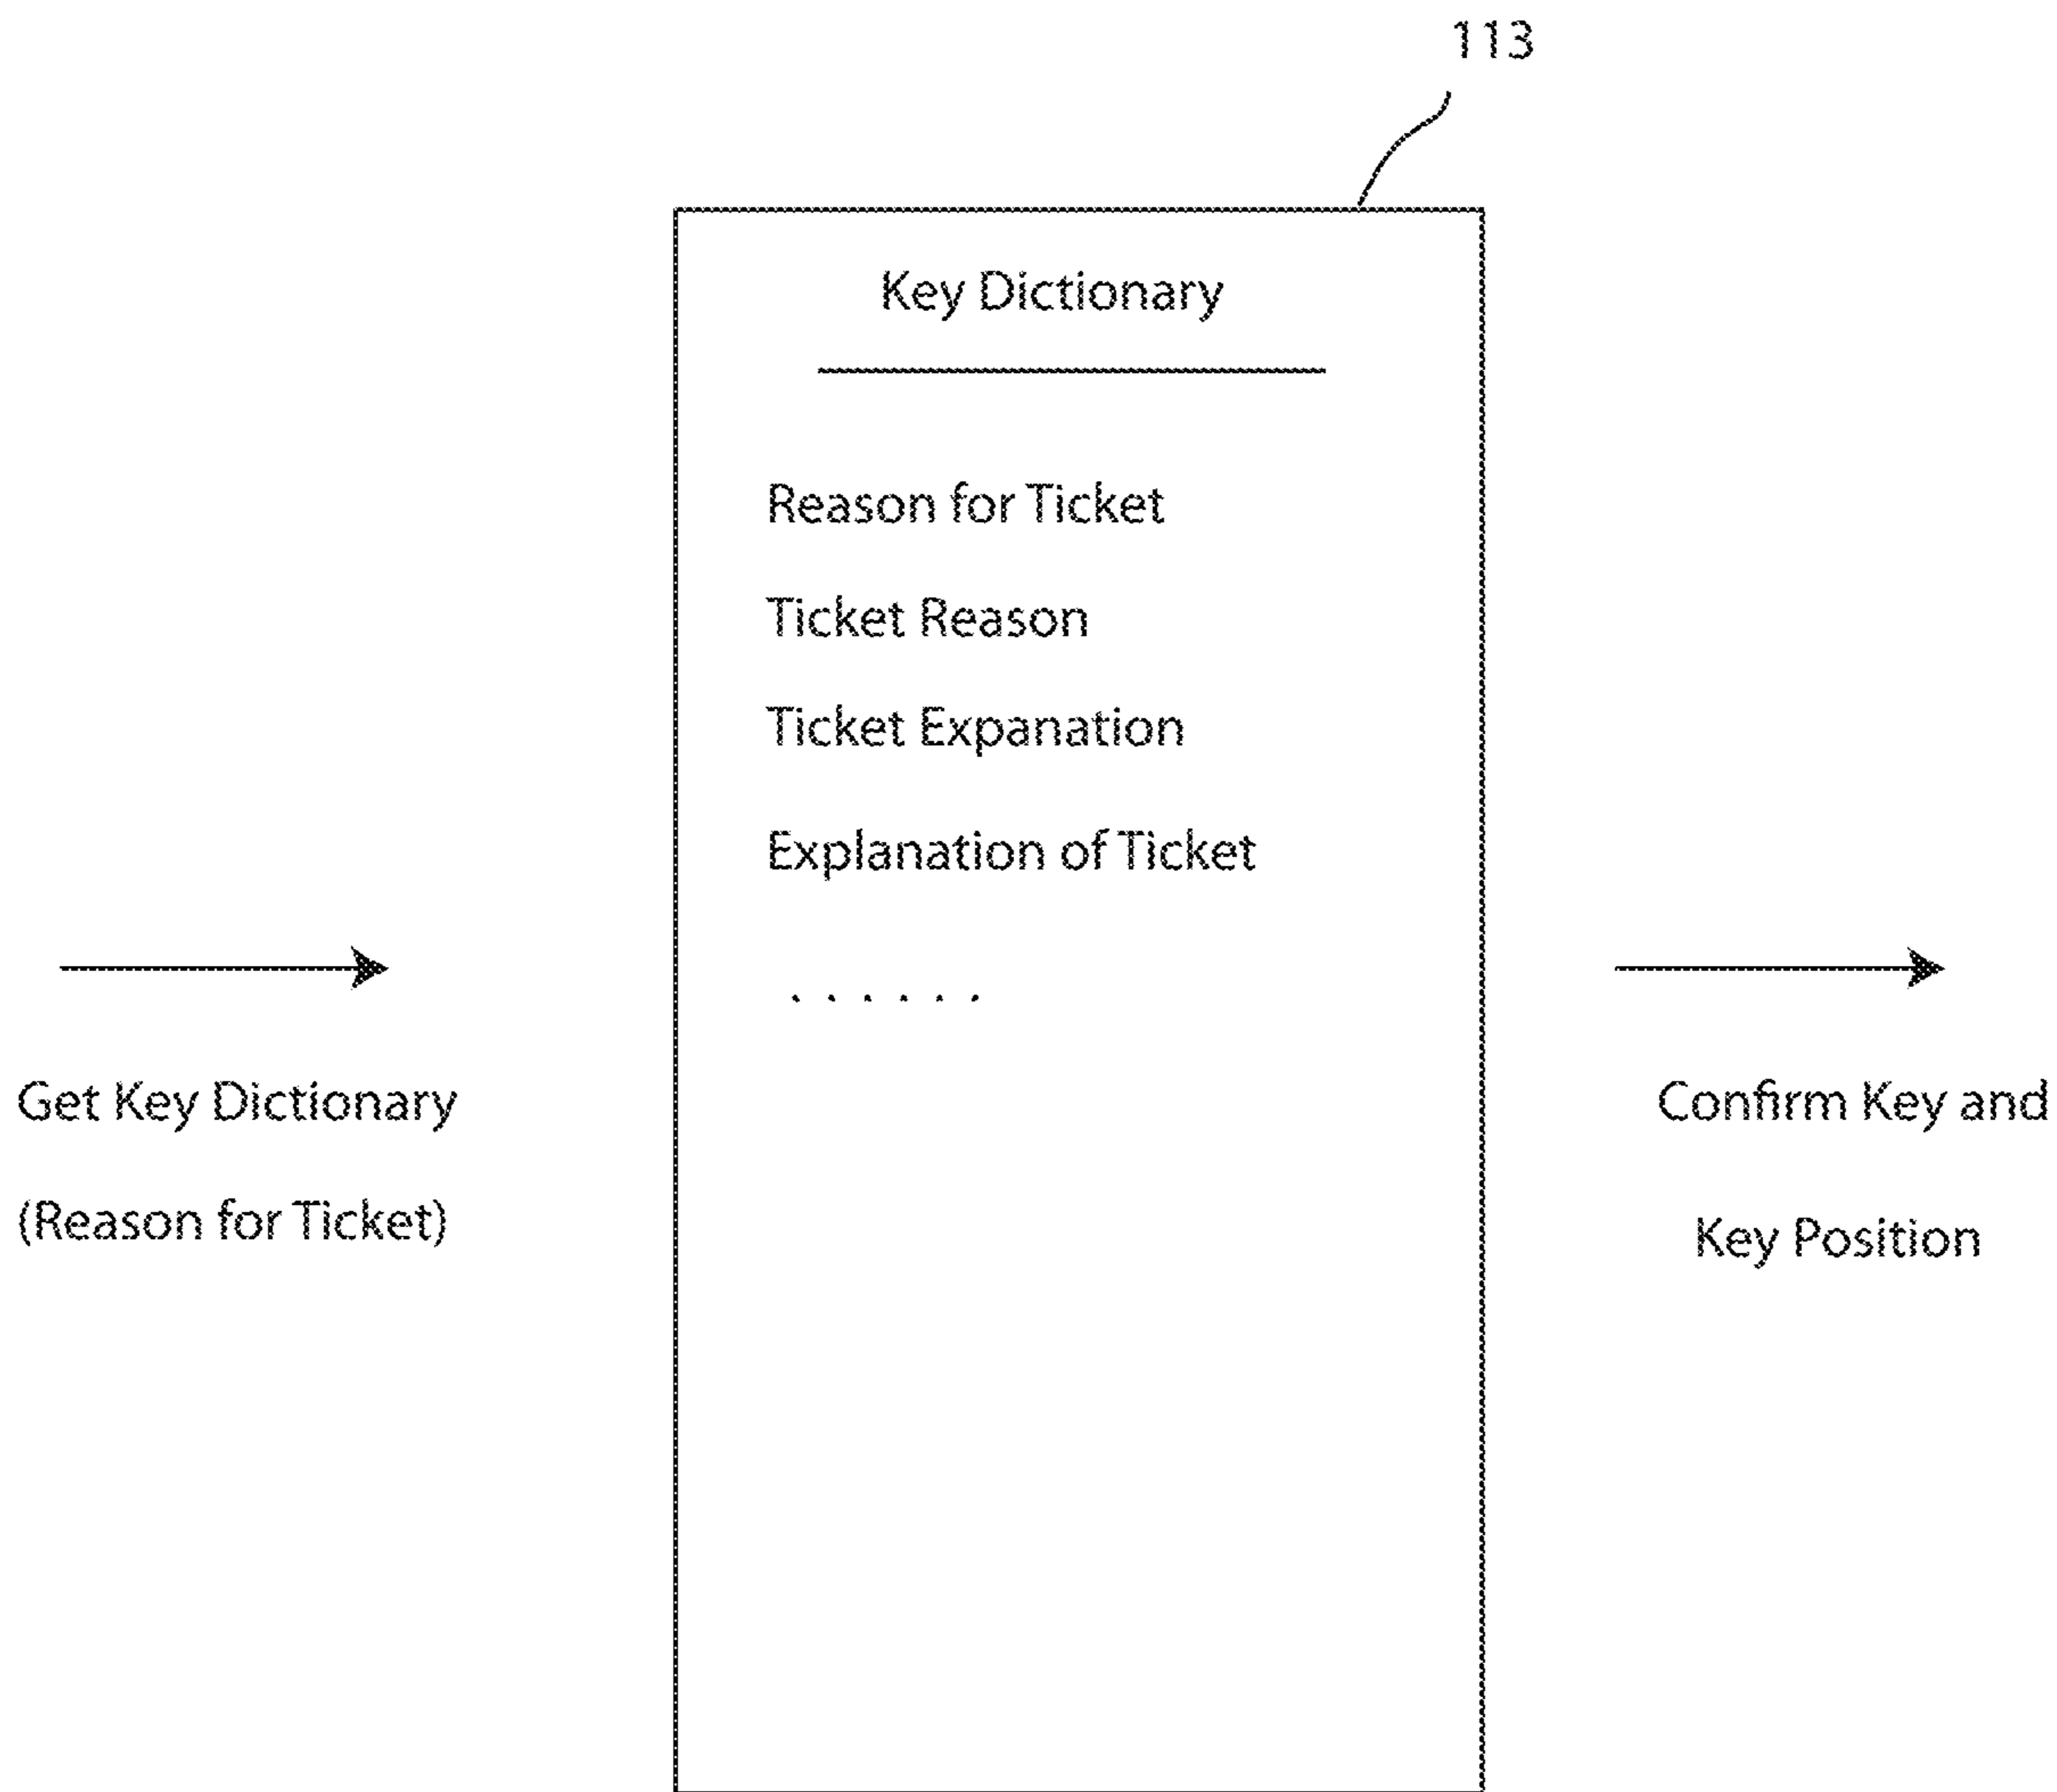 113
Key Dictionary
Reason for Ticket
Ticket Reason
Ticket Expanation
Explanation of Ticket
. . . . . .
Get Key Dictionary
(Reason for Ticket)
Confirm Key and
Key Position